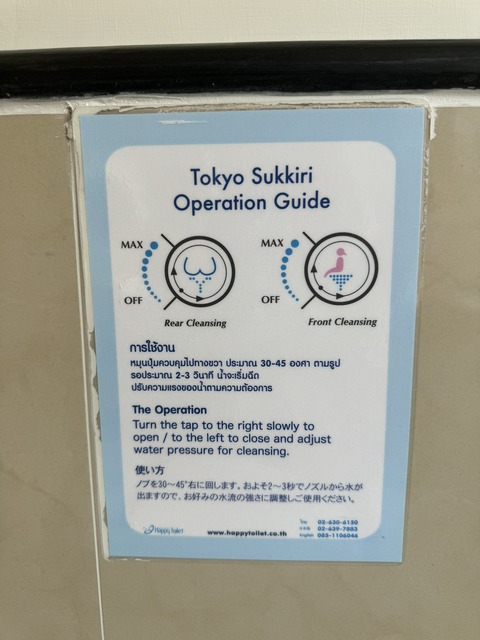 Tokyo Sukkiri
Operation Guide
MAX
OFF
Rear Cleansing
MAX
OFF
Front Cleansing
การใช้งาน
หมุนปุ่มควบคุมไปทางขวา ประมาณ 30-45 องศา ตามรูป
รอประมาณ 2-3 วินาที น้ำจะเริ่มฉีด
ปรับความแรงของน้ำตามความต้องการ
The Operation
Turn the tap to the right slowly to
open / to the left to close and adjust
water pressure for cleansing.
使い方
ノブを30～45°右に回します。およそ2～3秒でノズルから水が
出ますので、お好みの水流の強さに調整しご使用ください。
Happy Toilet
www.happytoilet.co.th
ไทย 02-630-6150
日本語 02-639-7883
English 085-1106046